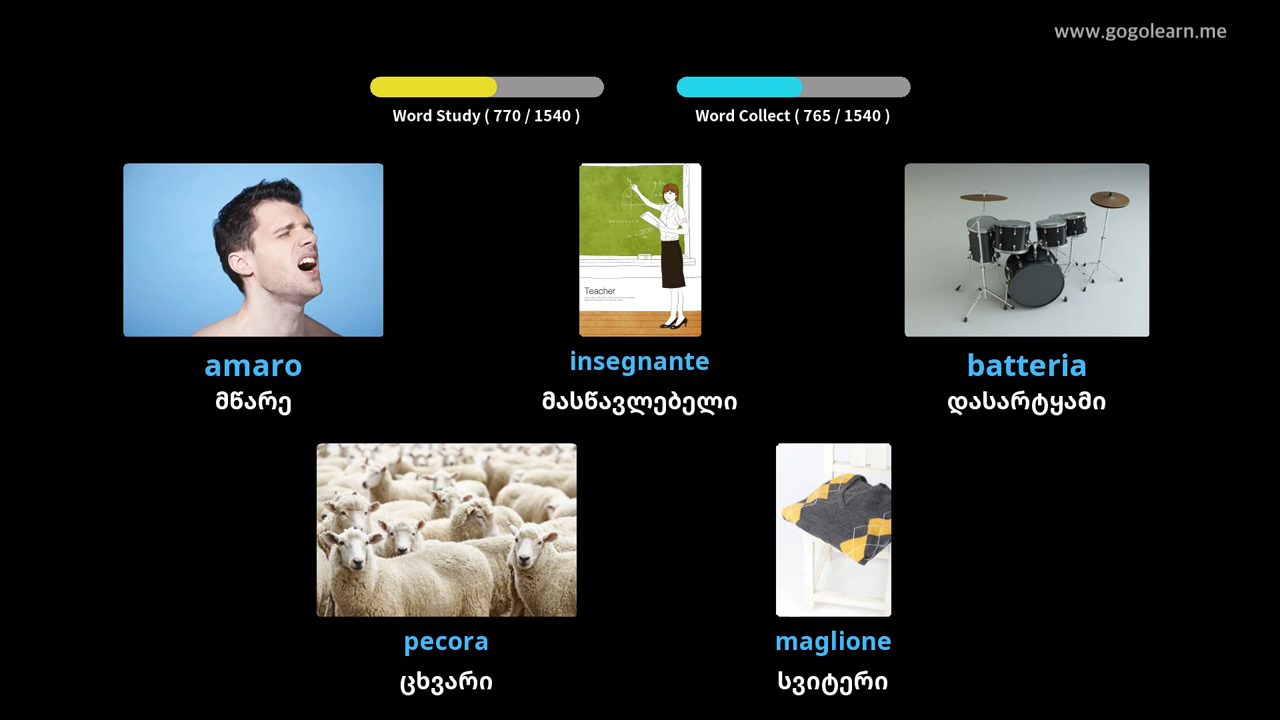 www.gogolearn.me
Word Study ( 770 / 1540 )
Word Collect ( 765 / 1540 )
Teacher
amaro
მწარე
insegnante
მასწავლებელი
batteria
დასარტყამი
pecora
ცხვარი
maglione
სვიტერი